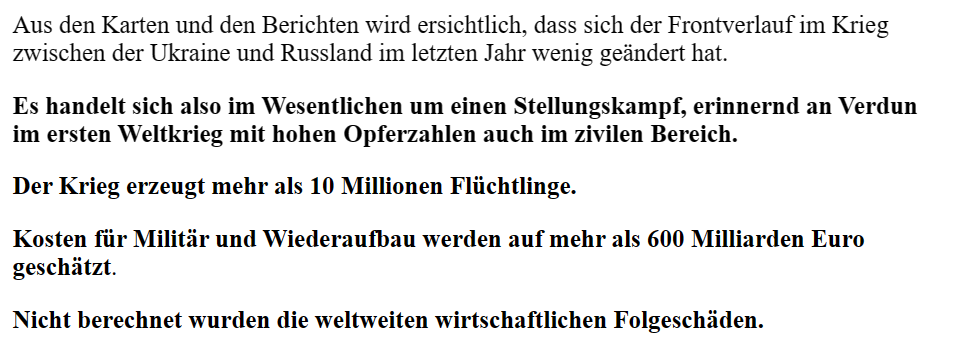 Aus den Karten und den Berichten wird ersichtlich, dass sich der Frontverlauf im Krieg
zwischen der Ukraine und Russland im letzten Jahr wenig geändert hat.
Es handelt sich also im Wesentlichen um einen Stellungskampf, erinnernd an Verdun
im ersten Weltkrieg mit hohen Opferzahlen auch im zivilen Bereich.
Der Krieg erzeugt mehr als 10 Millionen Flüchtlinge.
Kosten für Militär und Wiederaufbau werden auf mehr als 600 Milliarden Euro
geschätzt.
Nicht berechnet wurden die weltweiten wirtschaftlichen Folgeschäden.